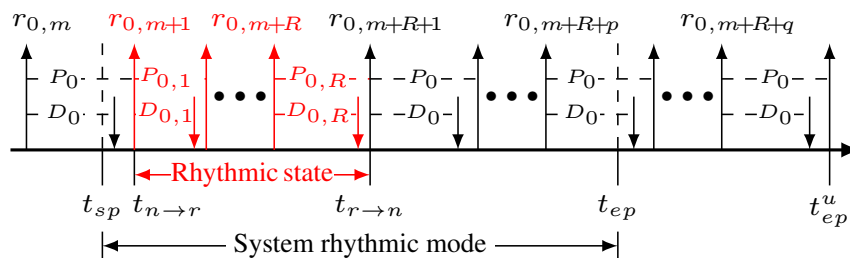 r_{0,m} r_{0,m+1} r_{0,m+R} r_{0,m+R+1} r_{0,m+R+p} r_{0,m+R+q}
P_0 P_{0,1} P_{0,R} P_0 P_0 P_0
D_0 D_{0,1} D_{0,R} D_0 D_0 D_0
Rhythmic state
t_{sp} t_{n→r} t_{r→n} t_{ep} t_{ep}^u
System rhythmic mode